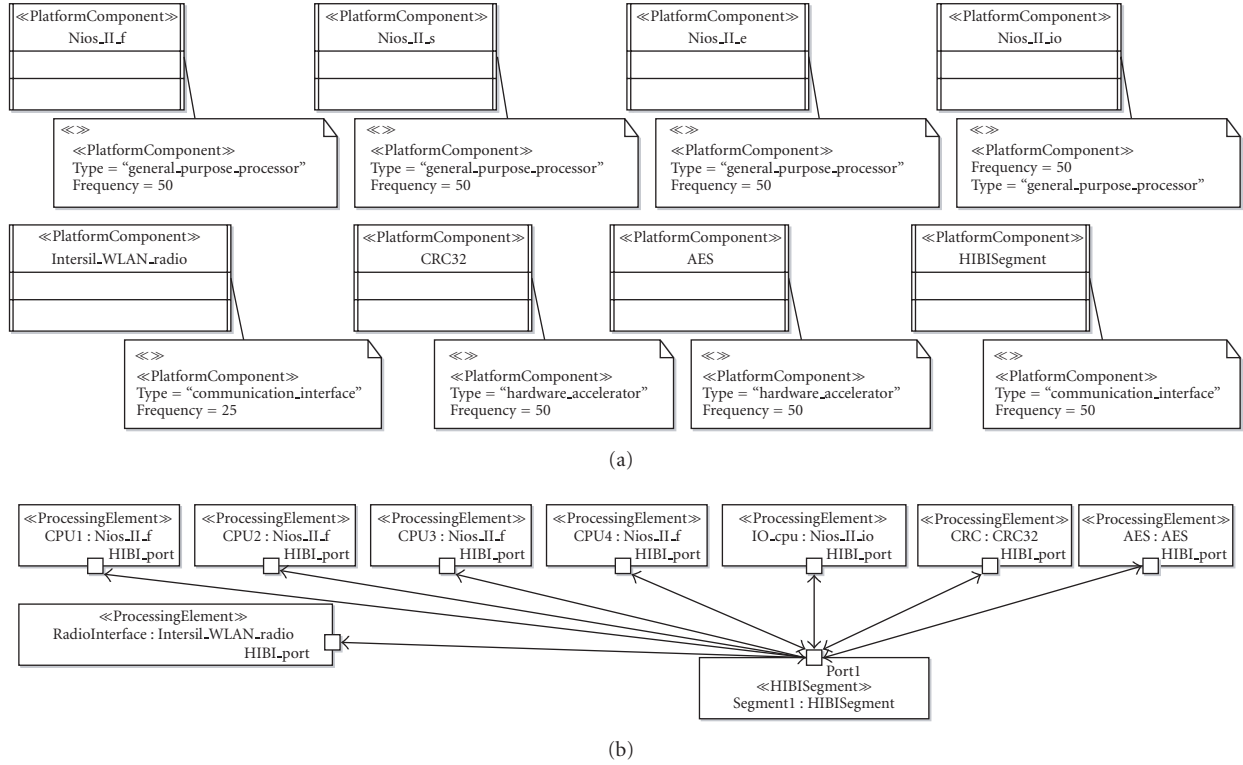 ≪PlatformComponent≫
Nios_II_f
≪PlatformComponent≫
Nios_II_s
≪PlatformComponent≫
Nios_II_e
≪PlatformComponent≫
Nios_II_io
≪≫
≪PlatformComponent≫
Type = “general_purpose_processor”
Frequency = 50
≪≫
≪PlatformComponent≫
Type = “general_purpose_processor”
Frequency = 50
≪≫
≪PlatformComponent≫
Type = “general_purpose_processor”
Frequency = 50
≪≫
≪PlatformComponent≫
Frequency = 50
Type = “general_purpose_processor”
≪PlatformComponent≫
Intersil_WLAN_radio
≪PlatformComponent≫
CRC32
≪PlatformComponent≫
AES
≪PlatformComponent≫
HIBISegment
≪≫
≪PlatformComponent≫
Type = “communication_interface”
Frequency = 25
≪≫
≪PlatformComponent≫
Type = “hardware_accelerator”
Frequency = 50
≪≫
≪PlatformComponent≫
Type = “hardware_accelerator”
Frequency = 50
≪≫
≪PlatformComponent≫
Type = “communication_interface”
Frequency = 50
(a)
≪ProcessingElement≫
CPU1 : Nios_II_f
HIBI_port
≪ProcessingElement≫
CPU2 : Nios_II_f
HIBI_port
≪ProcessingElement≫
CPU3 : Nios_II_f
HIBI_port
≪ProcessingElement≫
CPU4 : Nios_II_f
HIBI_port
≪ProcessingElement≫
IO_cpu : Nios_II_io
HIBI_port
≪ProcessingElement≫
CRC : CRC32
HIBI_port
≪ProcessingElement≫
AES : AES
HIBI_port
≪ProcessingElement≫
RadioInterface : Intersil_WLAN_radio
HIBI_port
Port1
≪HIBISegment≫
Segment1 : HIBISegment
(b)